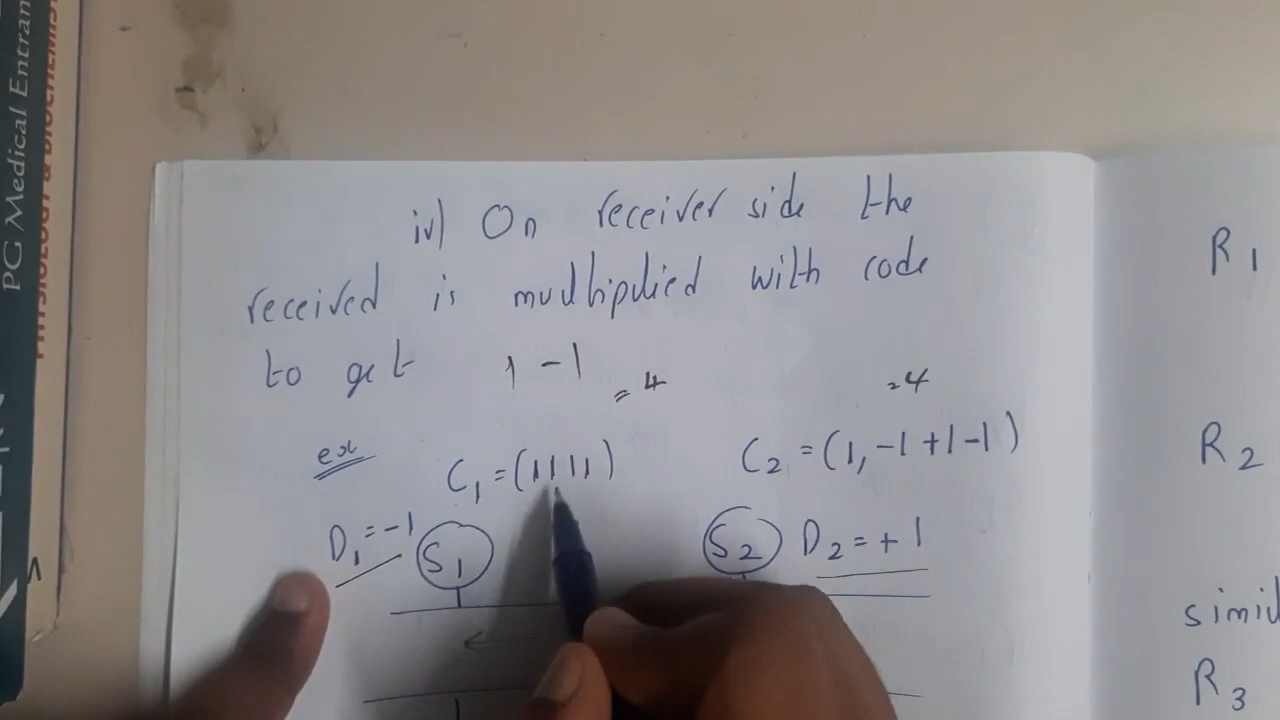 PG Medical Entran
PHYSIOLOGY & BIOCHEMIS
iv) On receiver side the
received is multiplied with code
to get 1 -1
= 4
= 4
ex
C1 = (1 1 1 1)
C2 = (1, -1 +1 -1)
D1 = -1
S1
S2
D2 = +1
R1
R2
simil
R3